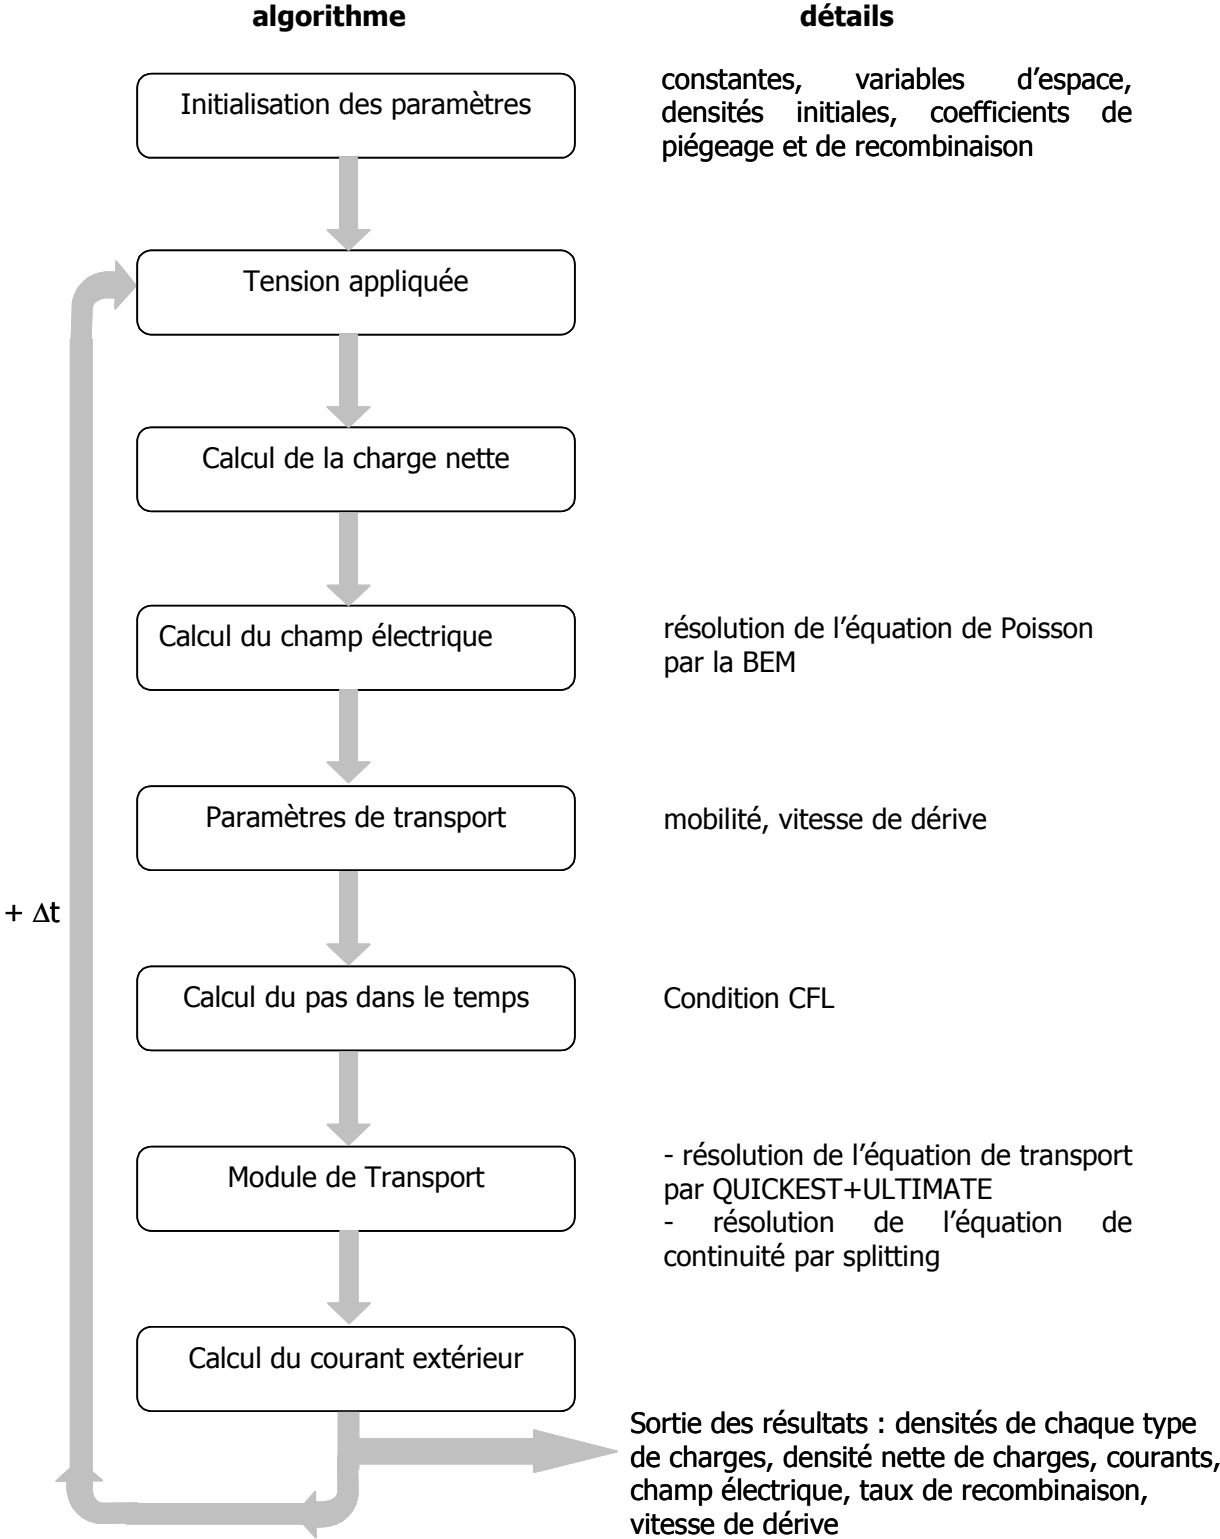 algorithme
détails
Initialisation des paramètres
constantes, variables d’espace,
densités initiales, coefficients de
piégeage et de recombinaison
Tension appliquée
Calcul de la charge nette
Calcul du champ électrique
résolution de l’équation de Poisson
par la BEM
Paramètres de transport
mobilité, vitesse de dérive
+ Δt
Calcul du pas dans le temps
Condition CFL
Module de Transport
- résolution de l’équation de transport
par QUICKEST+ULTIMATE
- résolution de l’équation de
continuité par splitting
Calcul du courant extérieur
Sortie des résultats : densités de chaque type
de charges, densité nette de charges, courants,
champ électrique, taux de recombinaison,
vitesse de dérive